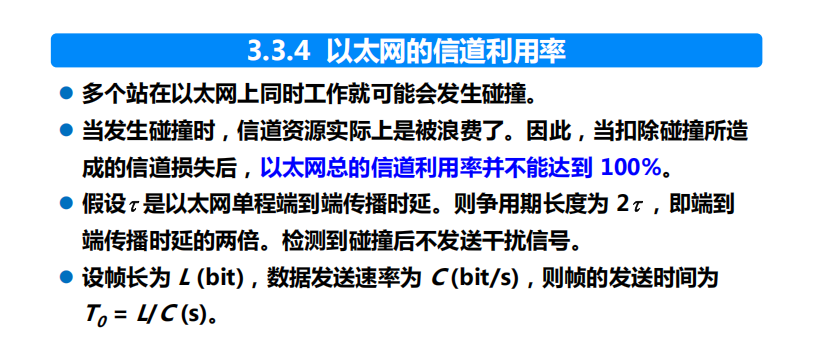 3.3.4 以太网的信道利用率
● 多个站在以太网上同时工作就可能会发生碰撞。
● 当发生碰撞时，信道资源实际上是被浪费了。因此，当扣除碰撞所造
成的信道损失后，以太网总的信道利用率并不能达到 100%。
● 假设 τ 是以太网单程端到端传播时延。则争用期长度为 2τ ，即端到
端传播时延的两倍。检测到碰撞后不发送干扰信号。
● 设帧长为 L (bit)，数据发送速率为 C (bit/s)，则帧的发送时间为
T₀ = L/C (s)。